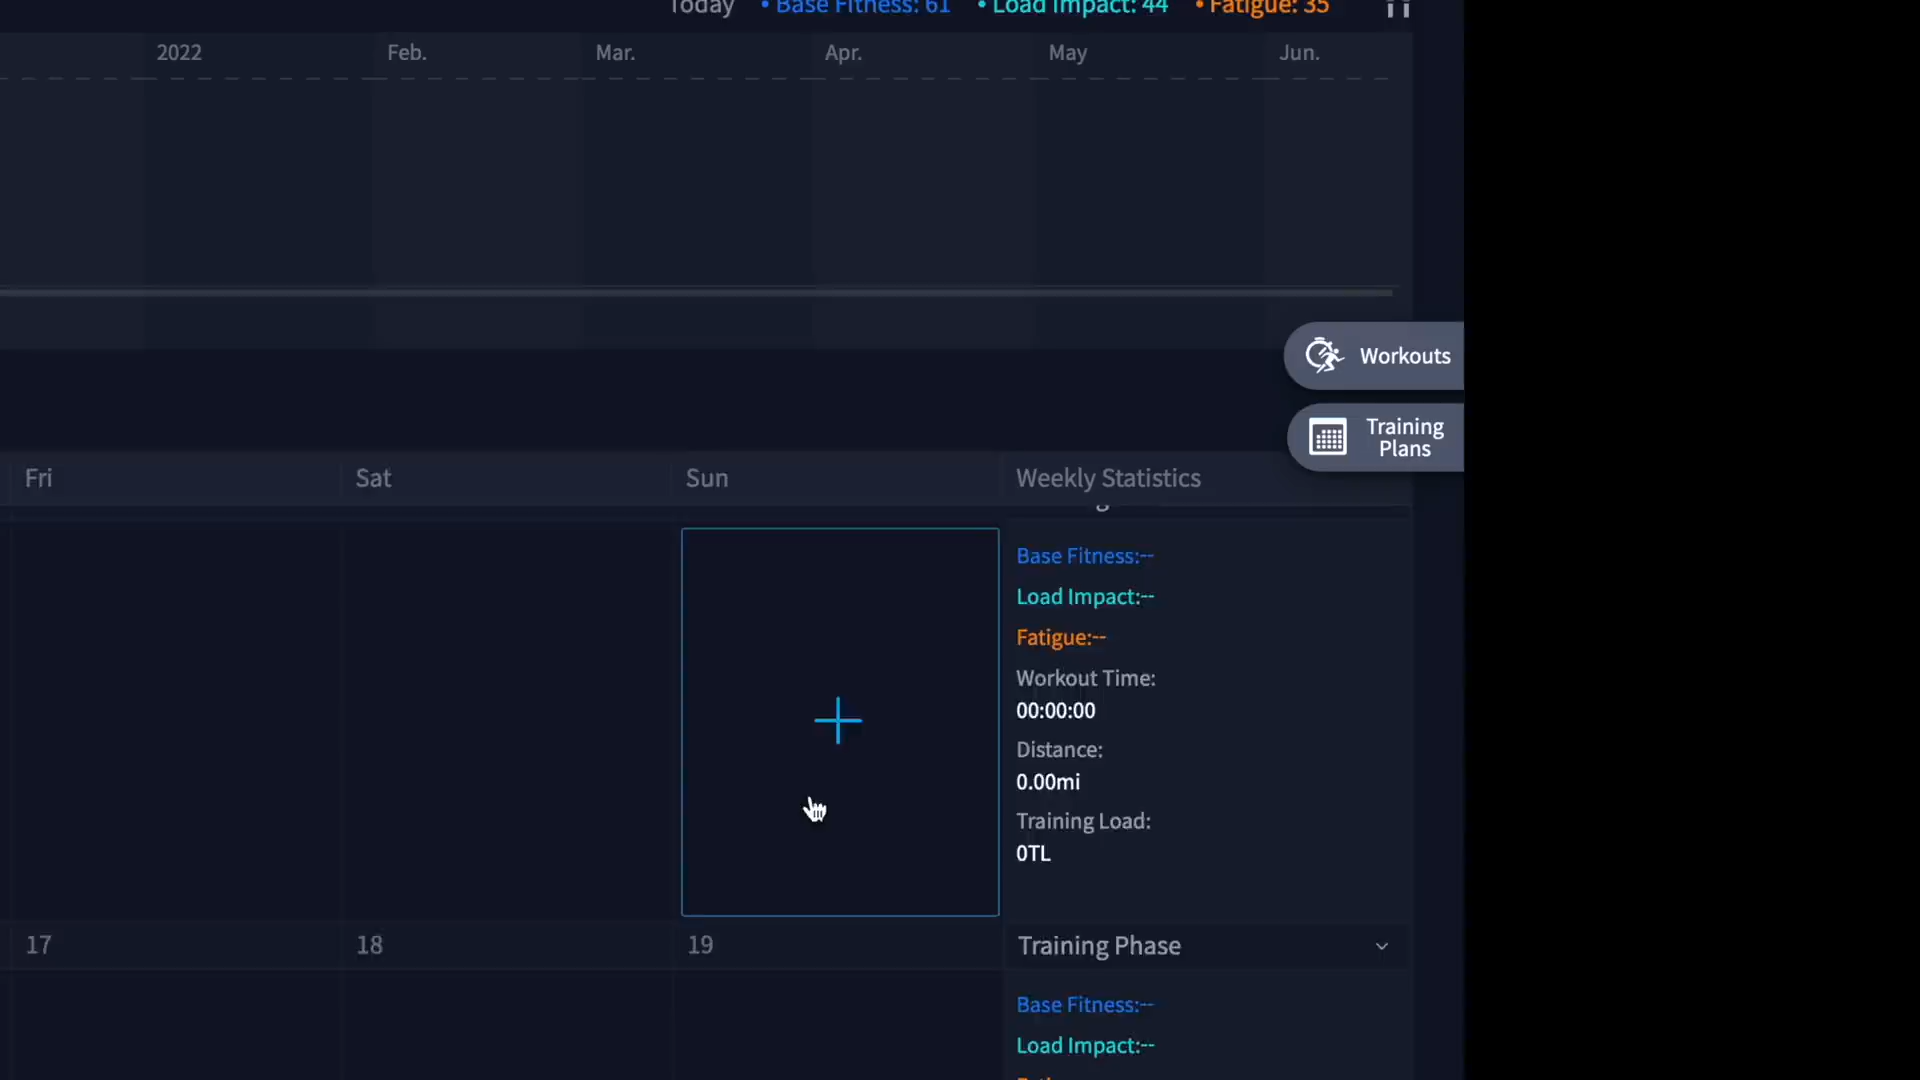 Today • Base Fitness: 61 • Load Impact: 44 • Fatigue: 35
2022 Feb. Mar. Apr. May Jun.
Workouts
Training
Plans
Fri Sat Sun Weekly Statistics
Base Fitness:--
Load Impact:--
Fatigue:--
Workout Time:
00:00:00
Distance:
0.00mi
Training Load:
0TL
17 18 19 Training Phase
Base Fitness:--
Load Impact:--